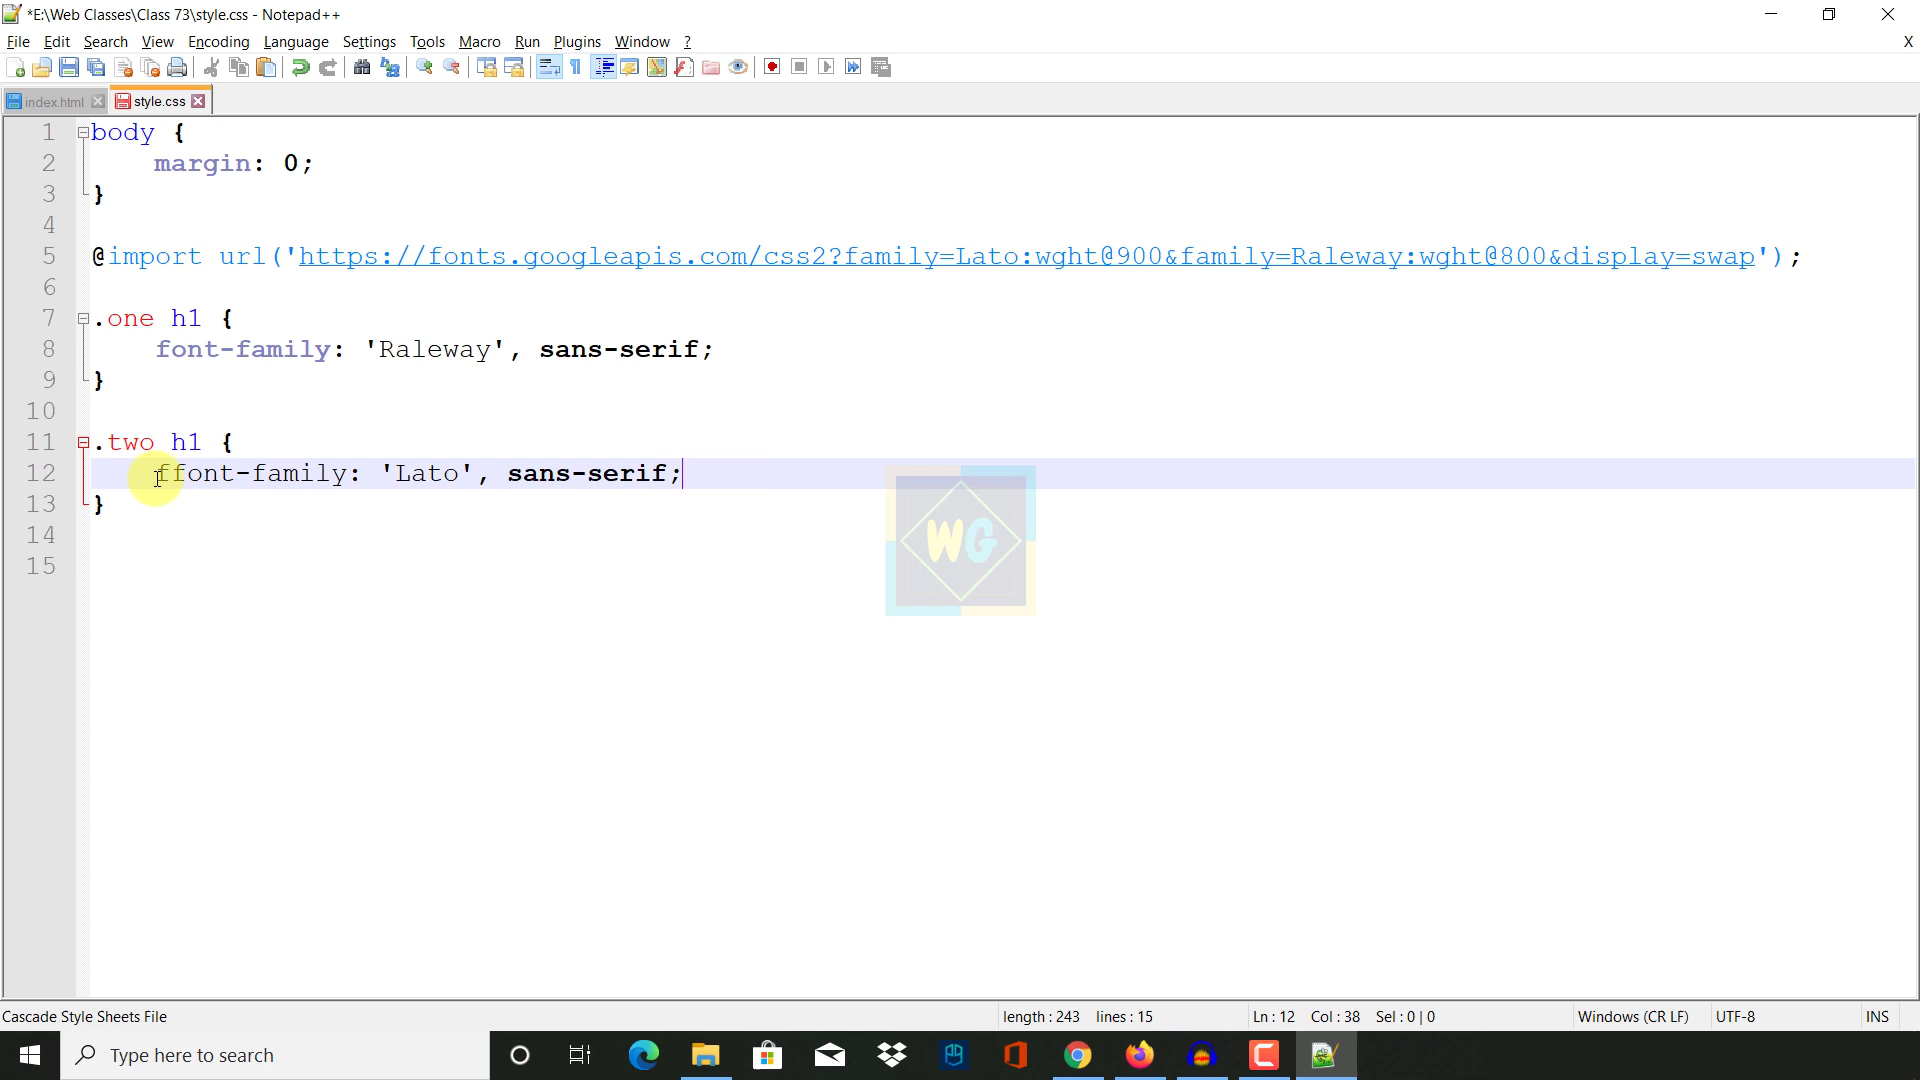 *E:\Web Classes\Class 73\style.css - Notepad++
File Edit Search View Encoding Language Settings Tools Macro Run Plugins Window ? X
index.html style.css
1 body {
2 margin: 0;
3 }
4
5 @import url('https://fonts.googleapis.com/css2?family=Lato:wght@900&family=Raleway:wght@800&display=swap');
6
7 .one h1 {
8 font-family: 'Raleway', sans-serif;
9 }
10
11 .two h1 {
12 ffont-family: 'Lato', sans-serif;
13 }
14
15
WG
Cascade Style Sheets File length : 243 lines : 15 Ln : 12 Col : 38 Sel : 0 | 0 Windows (CR LF) UTF-8 INS
Type here to search